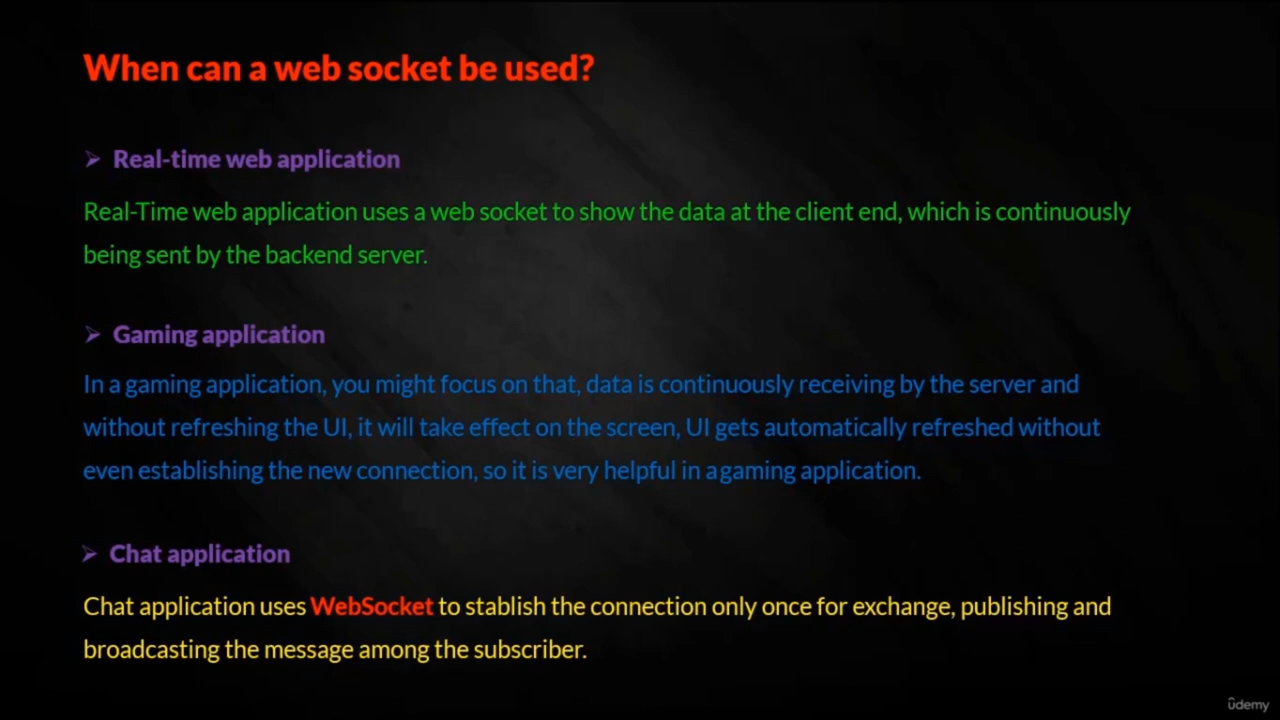 When can a web socket be used?
➢ Real-time web application
Real-Time web application uses a web socket to show the data at the client end, which is continuously
being sent by the backend server.
➢ Gaming application
In a gaming application, you might focus on that, data is continuously receiving by the server and
without refreshing the UI, it will take effect on the screen, UI gets automatically refreshed without
even establishing the new connection, so it is very helpful in a gaming application.
➢ Chat application
Chat application uses WebSocket to stablish the connection only once for exchange, publishing and
broadcasting the message among the subscriber.
ûdemy